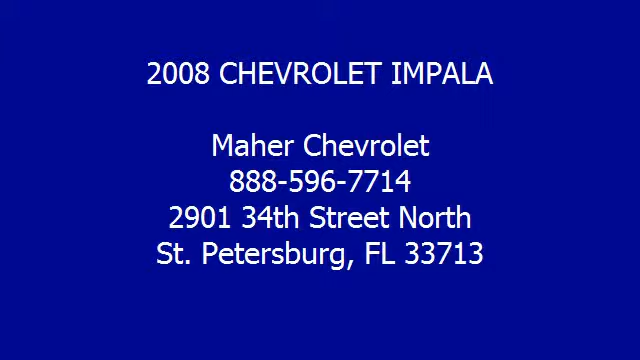 2008 CHEVROLET IMPALA
Maher Chevrolet
888-596-7714
2901 34th Street North
St. Petersburg, FL 33713